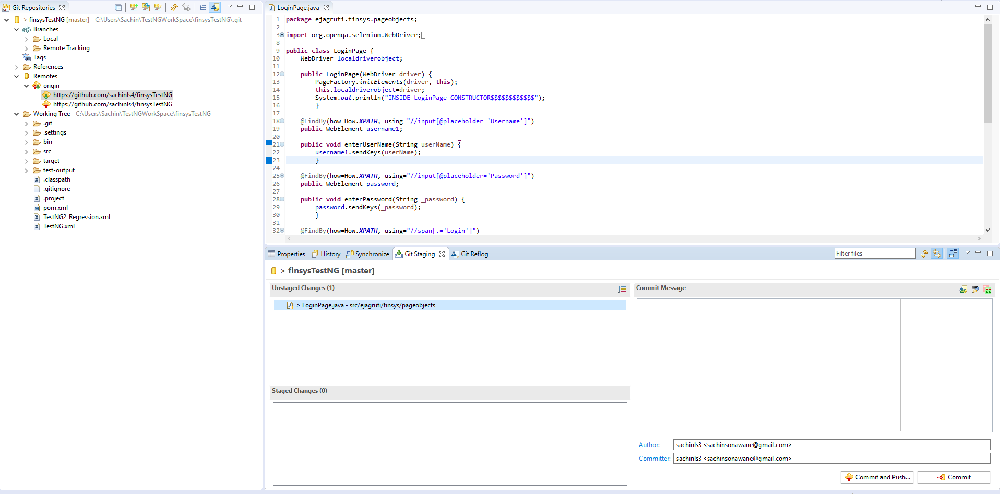 Git Repositories
> finsysTestNG [master] - C:\Users\Sachin\TestNGWorkSpace\finsysTestNG\.git
Branches
Local
Remote Tracking
Tags
References
Remotes
origin
https://github.com/sachinls4/finsysTestNG
https://github.com/sachinls4/finsysTestNG
Working Tree - C:\Users\Sachin\TestNGWorkSpace\finsysTestNG
.git
.settings
bin
src
target
test-output
.classpath
.gitignore
.project
pom.xml
TestNG2_Regression.xml
TestNG.xml
LoginPage.java
1 package ejagruti.finsys.pageobjects;
2
3 import org.openqa.selenium.WebDriver;
8
9 public class LoginPage {
10 WebDriver localdriverobject;
11
12 public LoginPage(WebDriver driver) {
13 PageFactory.initElements(driver, this);
14 this.localdriverobject=driver;
15 System.out.println("INSIDE LoginPage CONSTRUCTOR$$$$$$$$$$$$");
16 }
17
18 @FindBy(how=How.XPATH, using="//input[@placeholder='Username']")
19 public WebElement username1;
20
21 public void enterUserName(String userName) {
22 username1.sendKeys(userName);
23 }
24
25 @FindBy(how=How.XPATH, using="//input[@placeholder='Password']")
26 public WebElement password;
27
28 public void enterPassword(String _password) {
29 password.sendKeys(_password);
30 }
31
32 @FindBy(how=How.XPATH, using="//span[.='Login']")
Properties History Synchronize Git Staging Git Reflog Filter files
> finsysTestNG [master]
Unstaged Changes (1)
> LoginPage.java - src/ejagruti/finsys/pageobjects
Staged Changes (0)
Commit Message
Author: sachinls3 <sachinsonawane@gmail.com>
Committer: sachinls3 <sachinsonawane@gmail.com>
Commit and Push... Commit